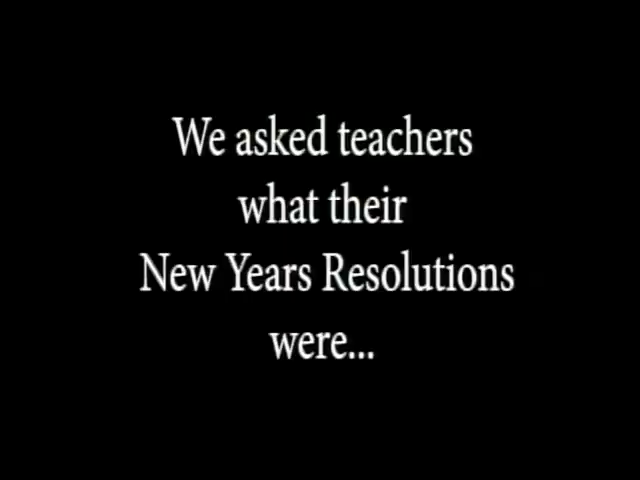 We asked teachers
what their
New Years Resolutions
were...